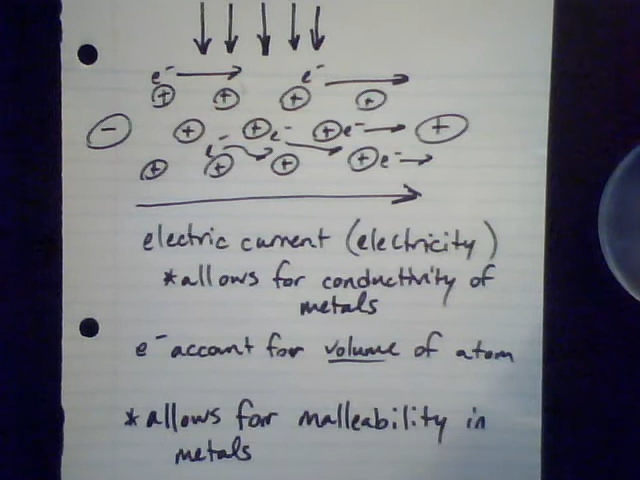 e⁻ e⁻
+ + + +
- + + e⁻ + e⁻ +
e⁻
+ + + + e⁻
electric current (electricity)
*allows for conductivity of
metals
e⁻ account for volume of atom
*allows for malleability in
metals